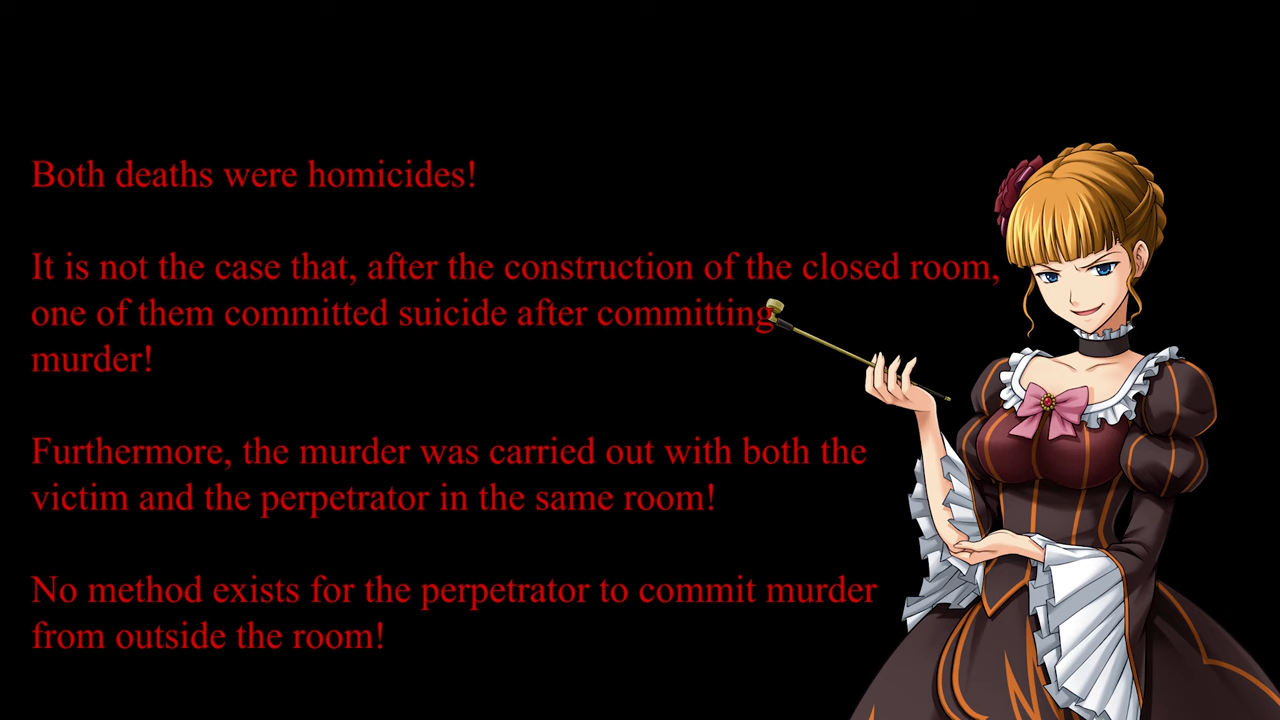 Both deaths were homicides!
It is not the case that, after the construction of the closed room,
one of them committed suicide after committing
murder!
Furthermore, the murder was carried out with both the
victim and the perpetrator in the same room!
No method exists for the perpetrator to commit murder
from outside the room!